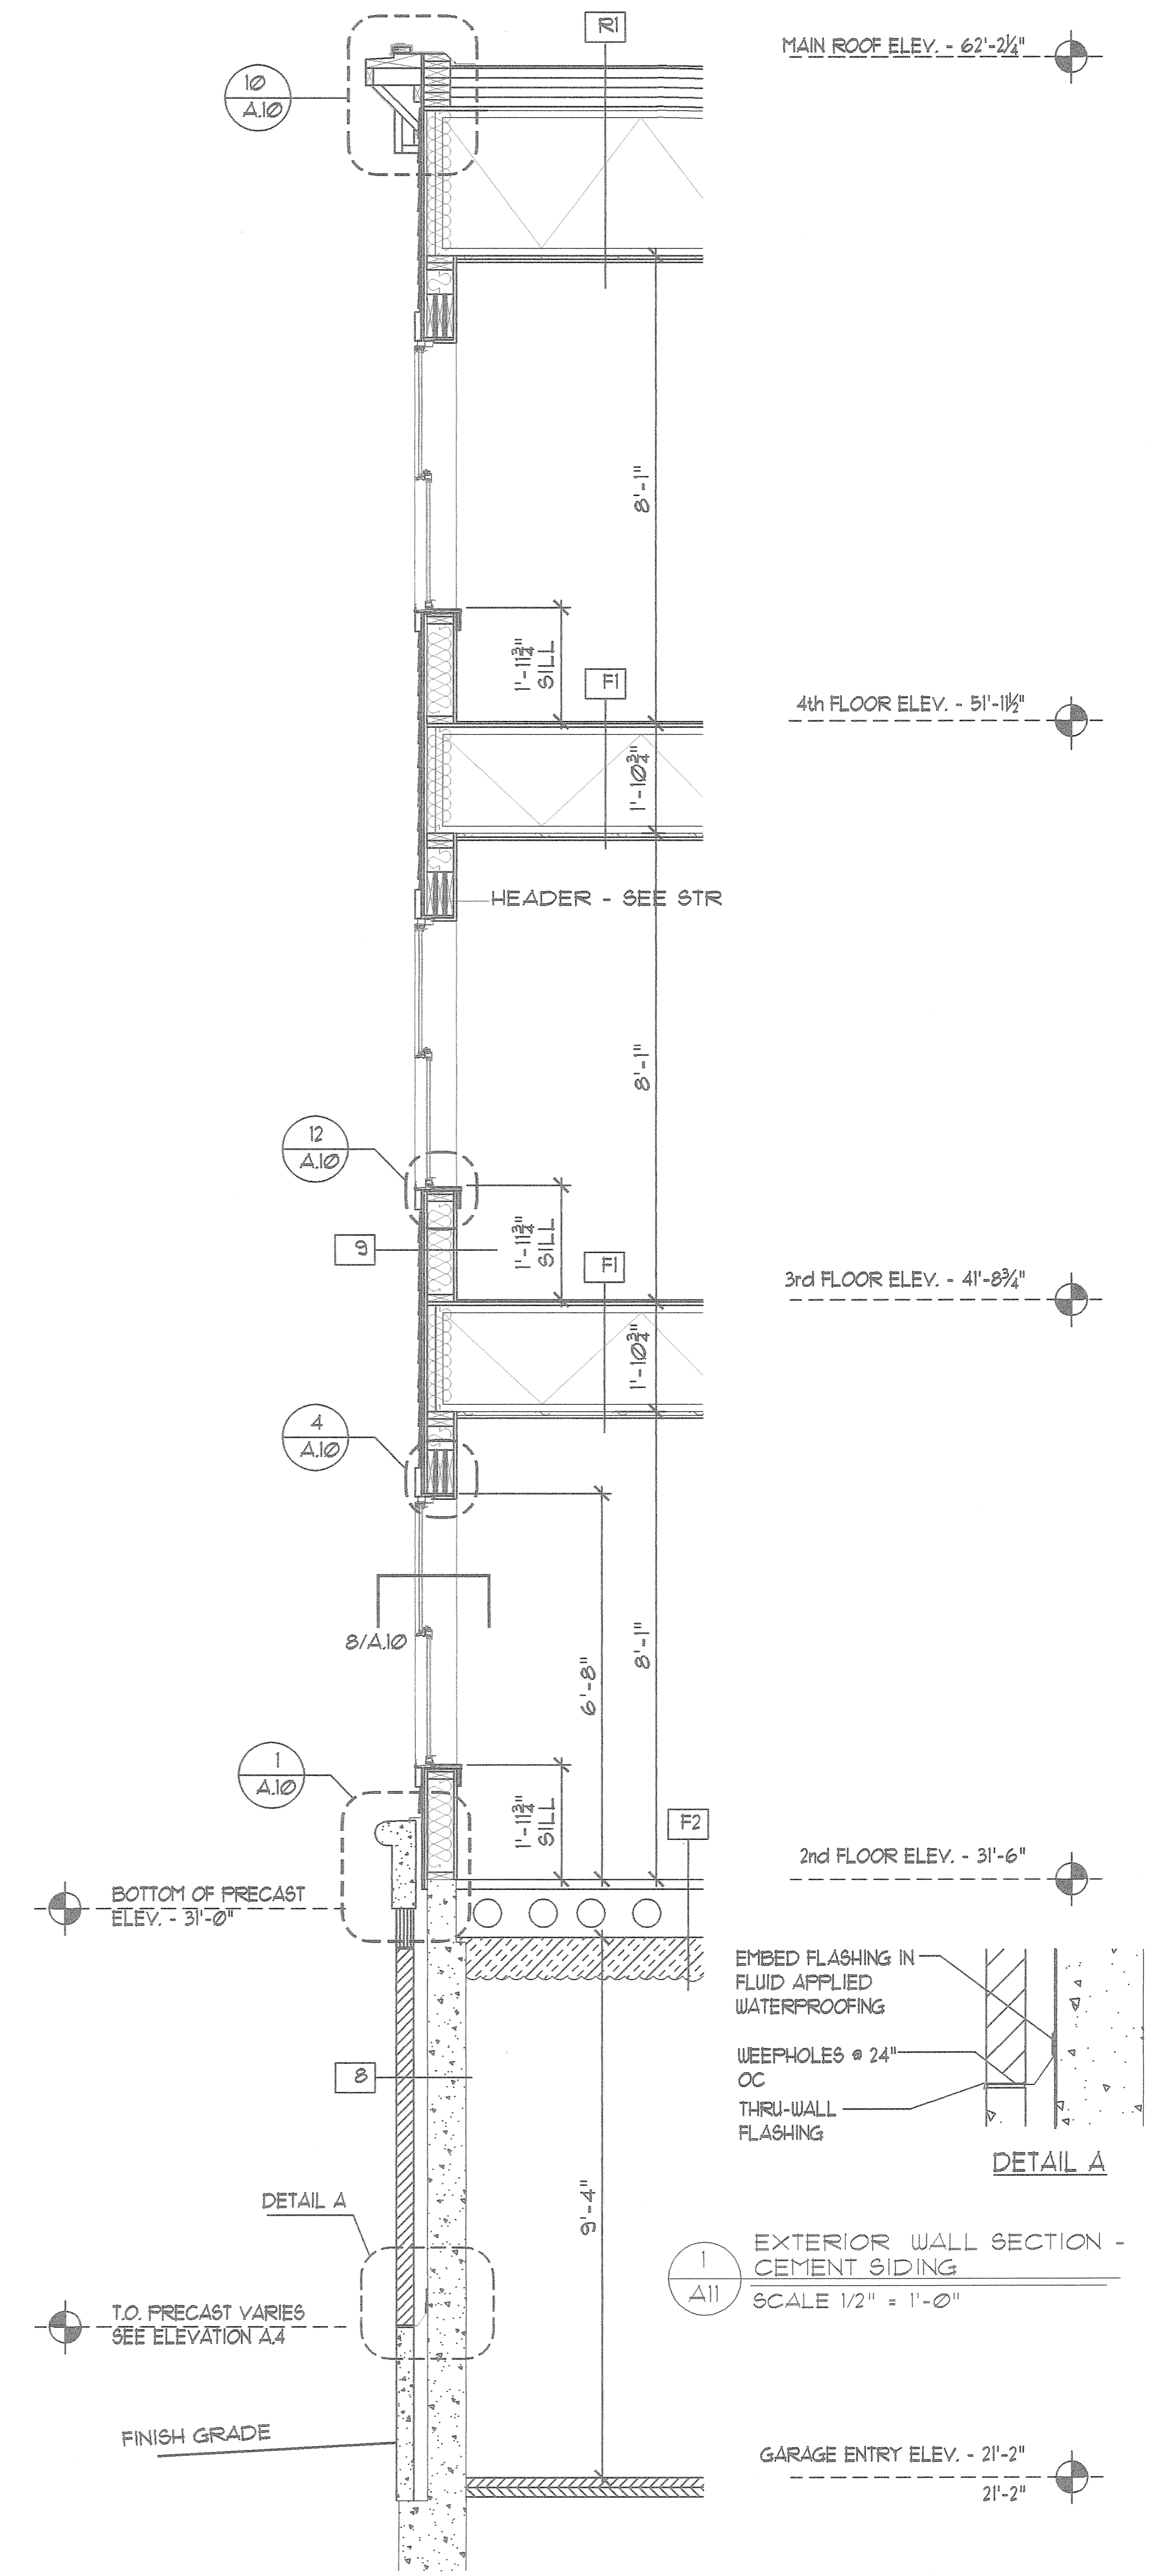 R1
MAIN ROOF ELEV. - 62'-2¼"
10
A.10
8'-1"
1'-11¾"
SILL
F1
4th FLOOR ELEV. - 51'-11½"
1'-10¾"
HEADER - SEE STR
8'-1"
12
A.10
9
1'-11¾"
SILL
F1
3rd FLOOR ELEV. - 41'-8¾"
1'-10¾"
4
A.10
8/A.10
6'-8"
8'-1"
1
A.10
1'-11¾"
SILL
F2
2nd FLOOR ELEV. - 31'-6"
BOTTOM OF PRECAST
ELEV. - 31'-0"
EMBED FLASHING IN
FLUID APPLIED
WATERPROOFING
WEEPHOLES @ 24"
OC
THRU-WALL
FLASHING
DETAIL A
8
DETAIL A
9'-4"
1
A11
EXTERIOR WALL SECTION -
CEMENT SIDING
SCALE 1/2" = 1'-0"
T.O. PRECAST VARIES
SEE ELEVATION A.4
FINISH GRADE
GARAGE ENTRY ELEV. - 21'-2"
21'-2"